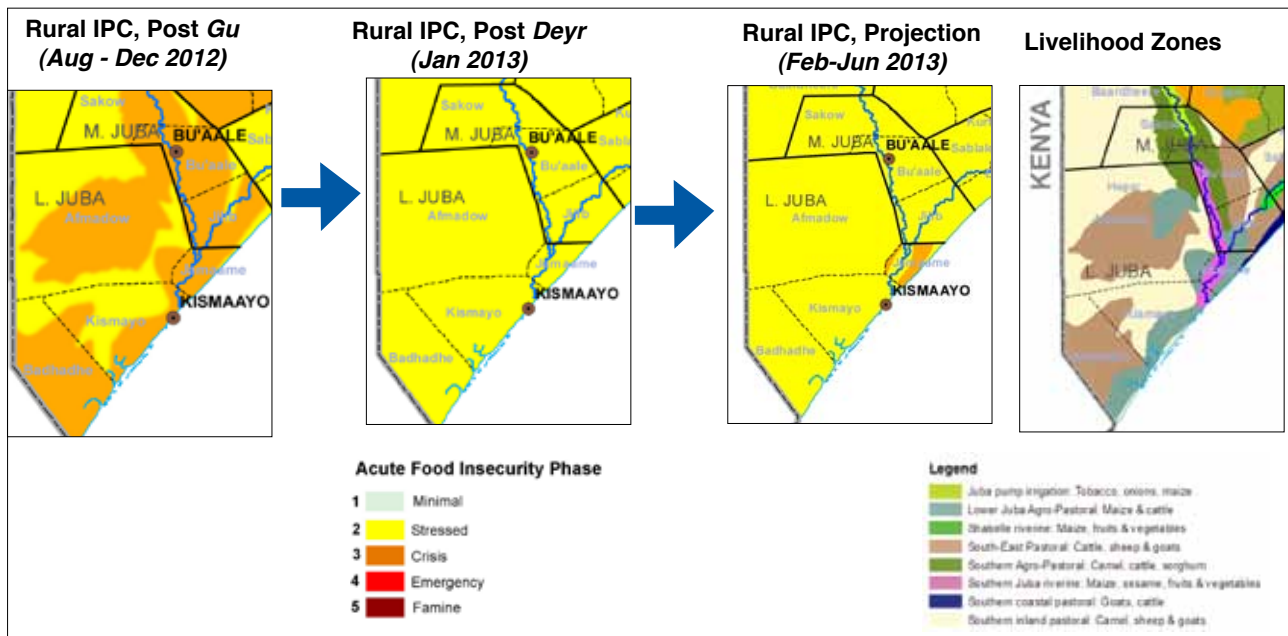 Rural IPC, Post Gu
(Aug - Dec 2012)
Rural IPC, Post Deyr
(Jan 2013)
Rural IPC, Projection
(Feb-Jun 2013)
Livelihood Zones
Sakow
M. JUBA
BU'AALE
Bu'aale
Sablale
L. JUBA
Afmadow
Jilib
Jamaame
KISMAAYO
Kismayo
Badhadhe
Sakow
M. JUBA
BU'AALE
Bu'aale
Sablale
L. JUBA
Afmadow
Jilib
Jamaame
KISMAAYO
Kismayo
Badhadhe
M. JUBA
BU'AALE
Bu'aale
Sablale
L. JUBA
Afmadow
Jilib
Jamaame
KISMAAYO
Kismayo
Badhadhe
KENYA
Baardheere
M. JUBA
L. JUBA
Acute Food Insecurity Phase
1 Minimal
2 Stressed
3 Crisis
4 Emergency
5 Famine
Legend
Juba pump irrigation: Tobacco, onions, maize
Lower Juba Agro-Pastoral: Maize & cattle
Shabelle riverine: Maize, fruits & vegetables
South-East Pastoral: Cattle, sheep & goats
Southern Agro-Pastoral: Camel, cattle, sorghum
Southern Juba riverine: Maize, sesame, fruits & vegetables
Southern coastal pastoral: Goats, cattle
Southern inland pastoral: Camel, sheep & goats